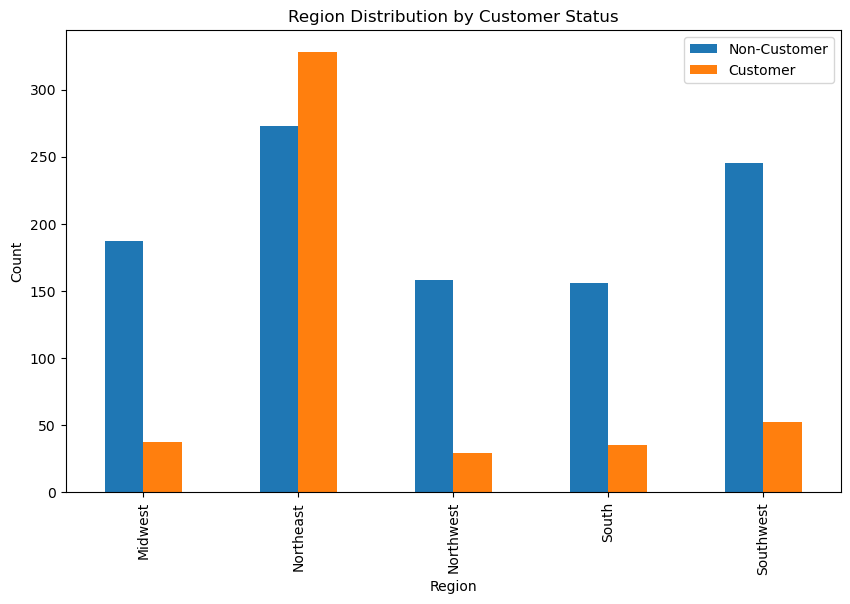 Region Distribution by Customer Status
Non-Customer
Customer
300
250
200
150
100
50
0
Count
Midwest
Northeast
Northwest
South
Southwest
Region